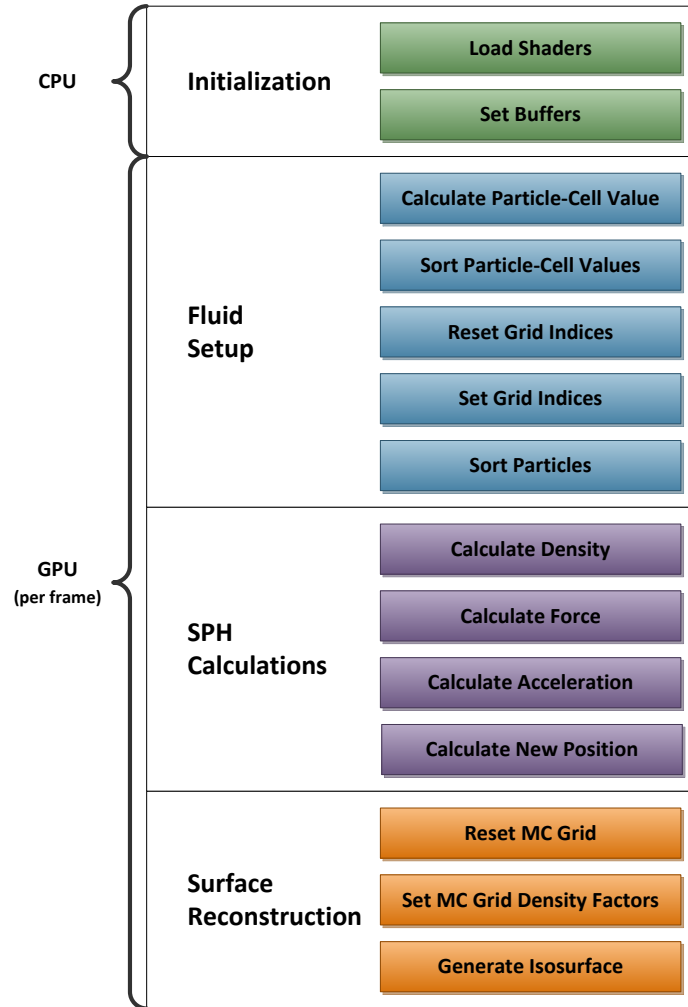 CPU
Initialization
Load Shaders
Set Buffers
GPU
(per frame)
Fluid
Setup
Calculate Particle-Cell Value
Sort Particle-Cell Values
Reset Grid Indices
Set Grid Indices
Sort Particles
SPH
Calculations
Calculate Density
Calculate Force
Calculate Acceleration
Calculate New Position
Surface
Reconstruction
Reset MC Grid
Set MC Grid Density Factors
Generate Isosurface